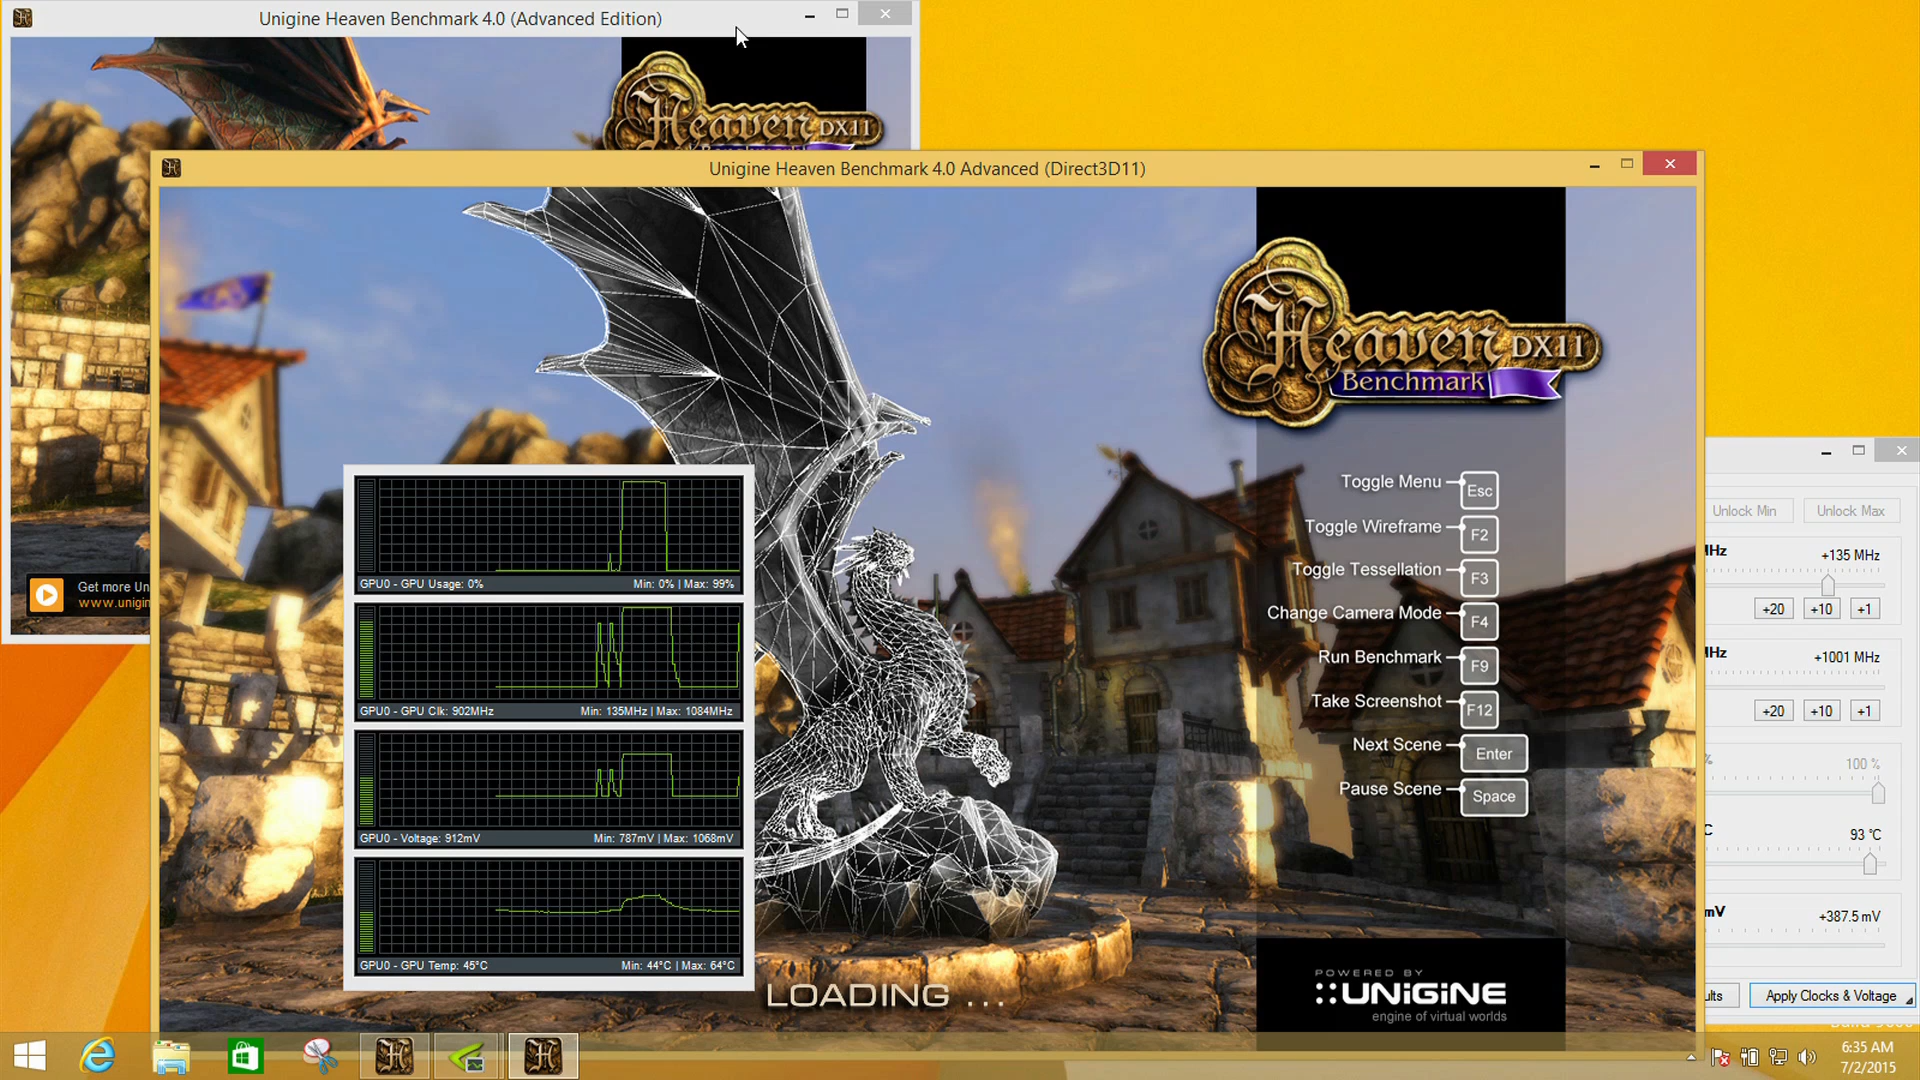 Unigine Heaven Benchmark 4.0 (Advanced Edition)
Heaven DX11
Unigine Heaven Benchmark 4.0 Advanced (Direct3D11)
Heaven DX11
Benchmark
Toggle Menu Esc
Toggle Wireframe F2
Toggle Tessellation F3
Change Camera Mode F4
Run Benchmark F9
Take Screenshot F12
Next Scene Enter
Pause Scene Space
Get more Un
www.unigin
GPU0 - GPU Usage: 0% Min: 0% | Max: 99%
GPU0 - GPU Clk: 902MHz Min: 135MHz | Max: 1084MHz
GPU0 - Voltage: 912mV Min: 787mV | Max: 1068mV
GPU0 - GPU Temp: 45°C Min: 44°C | Max: 64°C
LOADING ...
POWERED BY
UNiGiNE
engine of virtual worlds
Unlock Min Unlock Max
Hz +135 MHz
+20 +10 +1
Hz +1001 MHz
+20 +10 +1
% 100 %
C 93 °C
mV +387.5 mV
ults Apply Clocks & Voltage
6:35 AM
7/2/2015